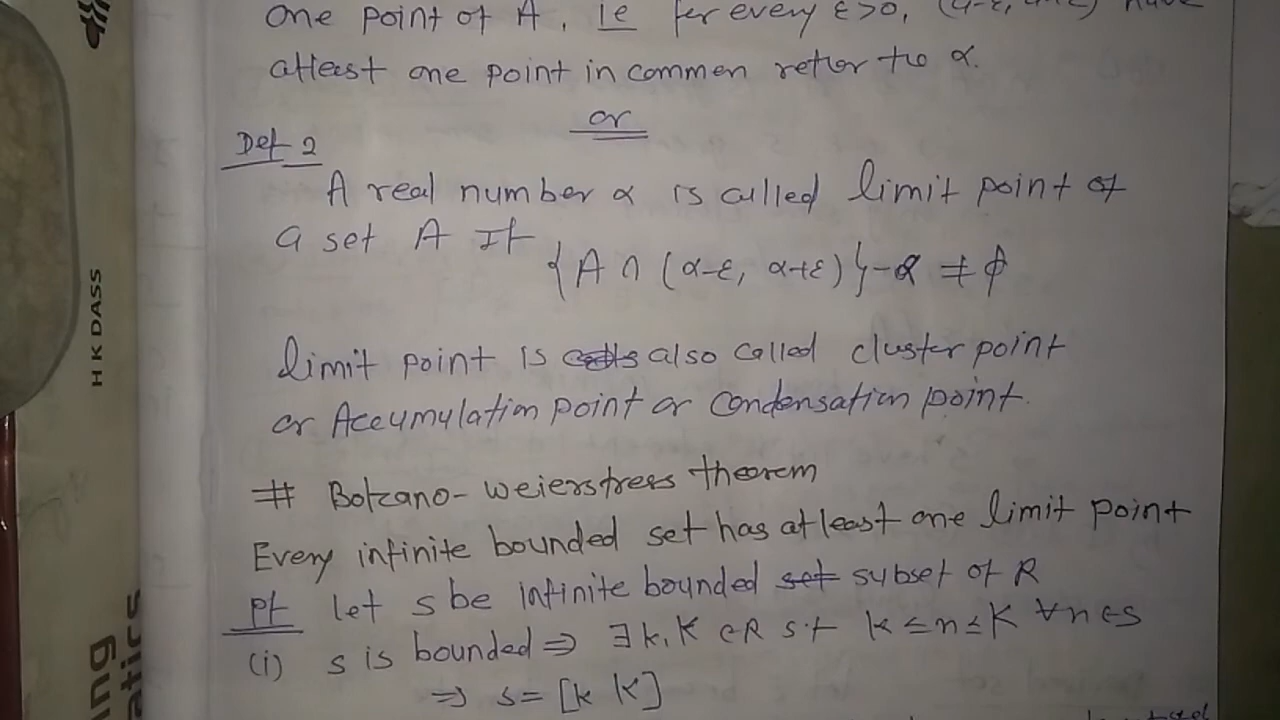 one point of A. ie for every ε>0,
atleast one point in common to α.
or
Def 2
A real number α is called limit point of
a set A If
{A ∩ (α-ε, α+ε)}-α ≠ ϕ
limit point is also called cluster point
or Accumulation point or condensation point.
# Bolzano-Weierstress theorem
Every infinite bounded set has atleast one limit point
Pf let s be infinite bounded set subset of R
(i) s is bounded ⇒ ∃ k, K ∈R s.t k ≤ n ≤ K ∀n∈s
⇒ s = [k K]
H K DASS